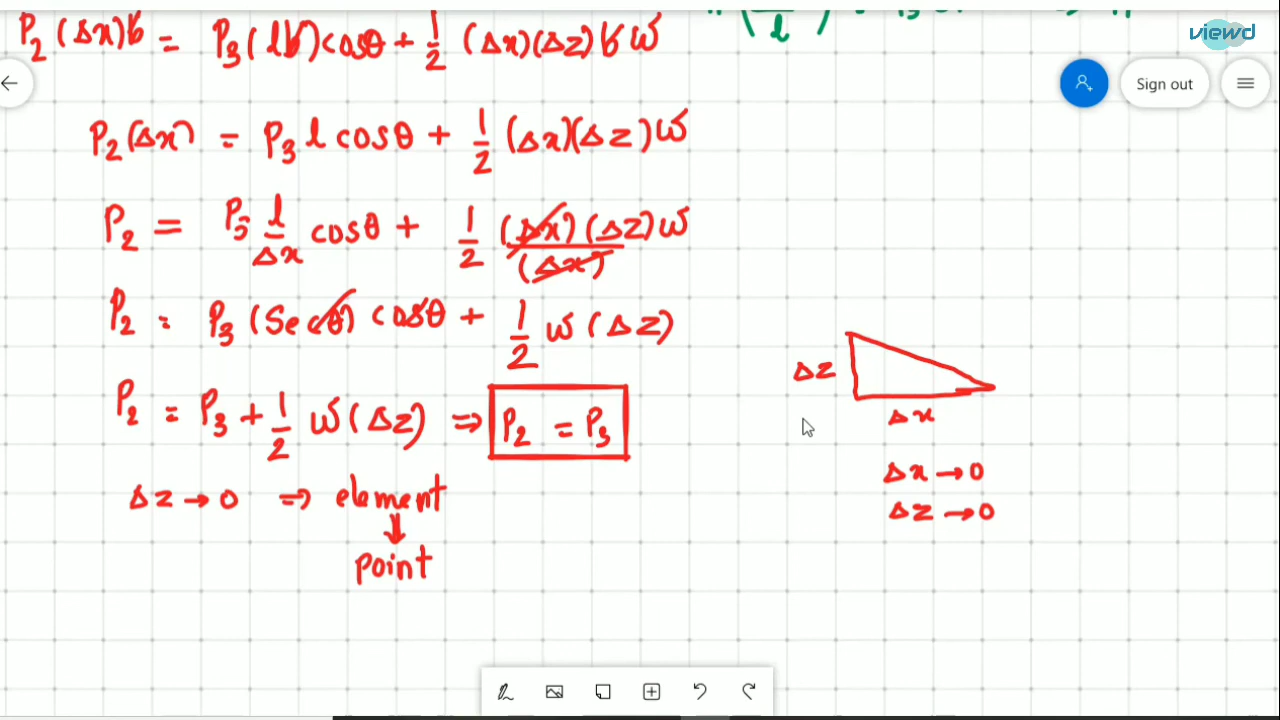 P₂ (Δx) b = P₃ (l b) cosθ + 1/2 (Δx)(Δz) b w
viewd
Sign out
P₂ (Δx) = P₃ l cosθ + 1/2 (Δx)(Δz) w
P₂ = P₃ l/Δx cosθ + 1/2 (Δx)(Δz) w/(Δx)
P₂ = P₃ (Secθ) cosθ + 1/2 w (Δz)
P₂ = P₃ + 1/2 w (Δz) ⇒ P₂ = P₃
Δz → 0 ⇒ element
↓
point
Δz
Δx
Δx → 0
Δz → 0